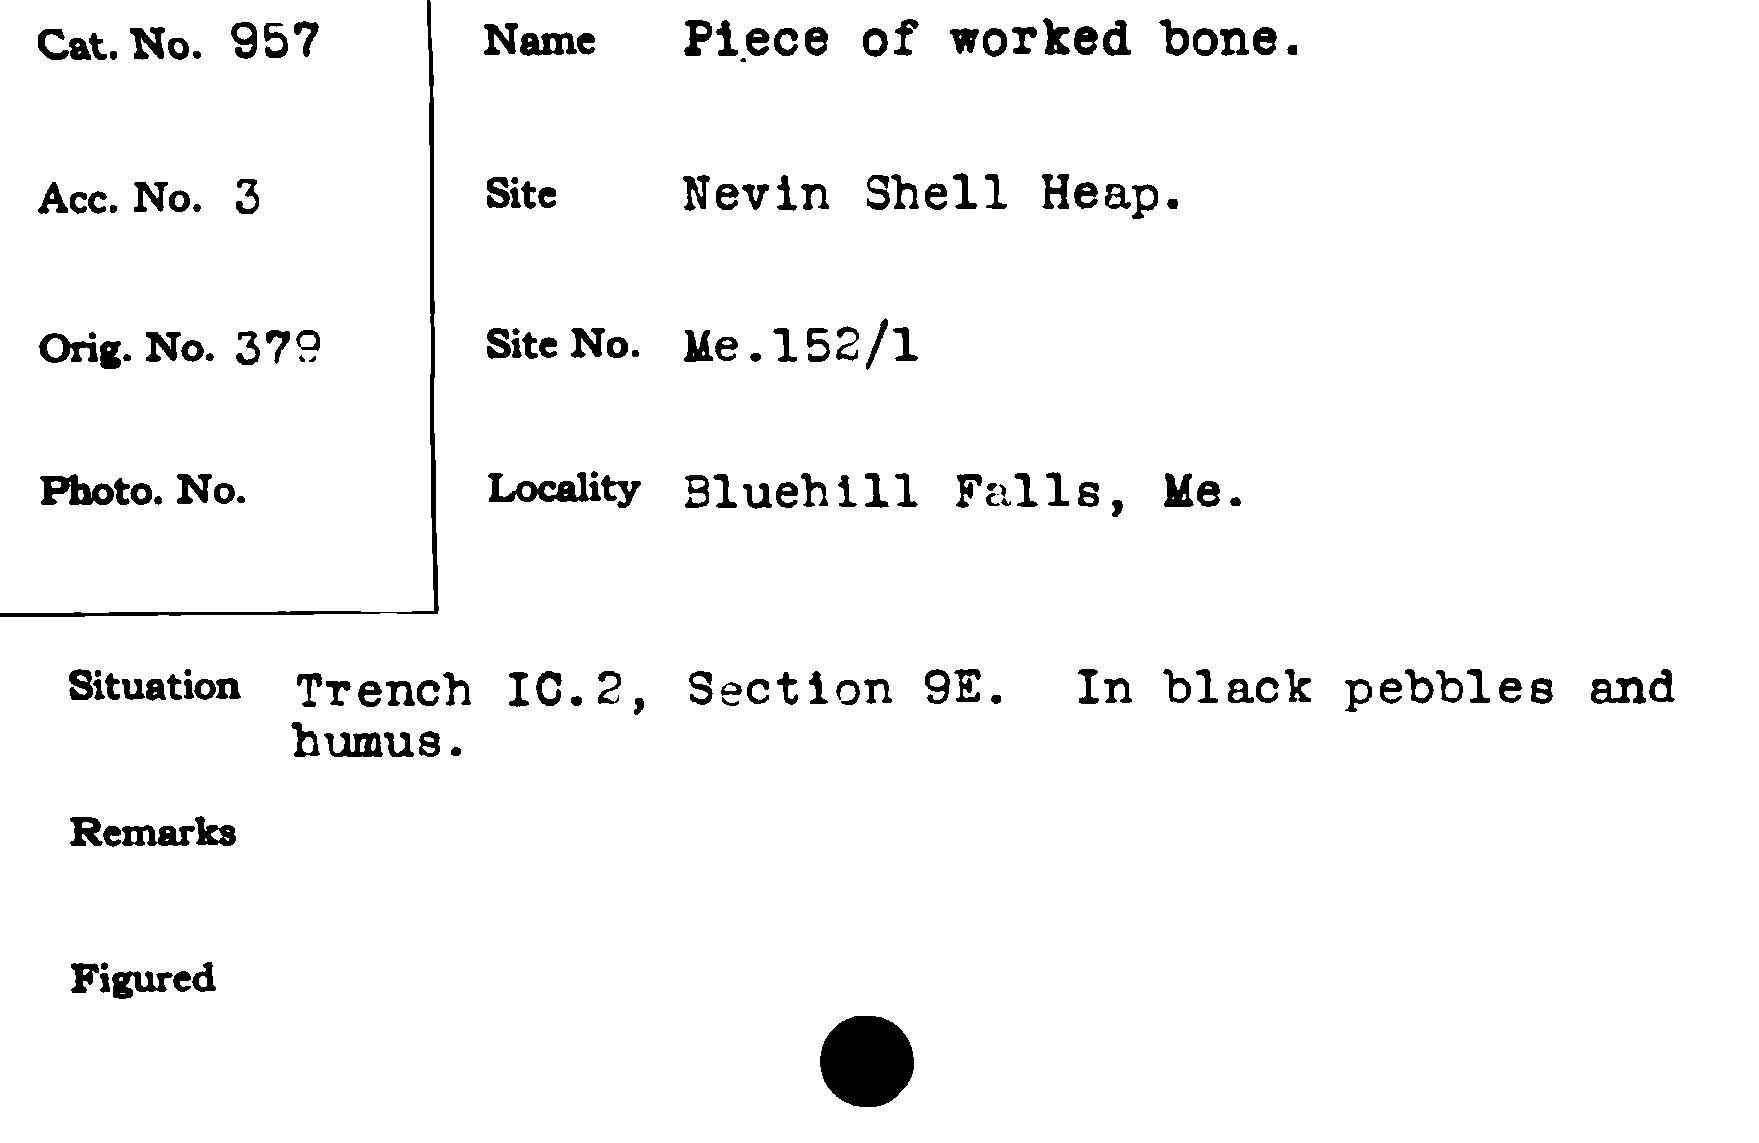 Cat. No. 957
Name Piece of worked bone.
Acc. No. 3
Site Nevin Shell Heap.
Orig. No. 379
Site No. Me.152/1
Photo. No.
Locality Bluehill Falls, Me.
Situation Trench IC.2, Section 9E. In black pebbles and
humus.
Remarks
Figured